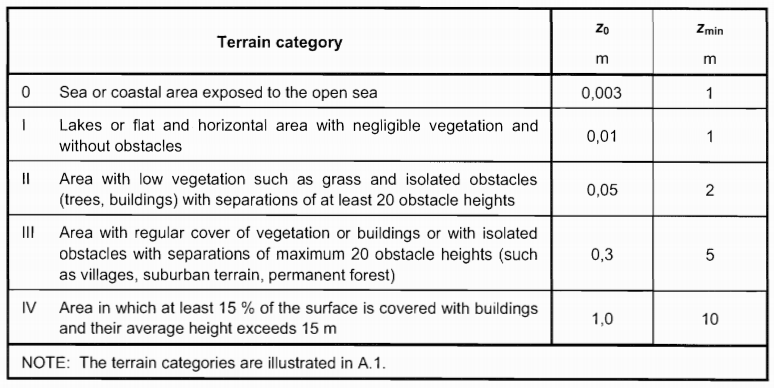 Terrain category z0 zmin
m m
0 Sea or coastal area exposed to the open sea 0,003 1
I Lakes or flat and horizontal area with negligible vegetation and
without obstacles 0,01 1
II Area with low vegetation such as grass and isolated obstacles
(trees, buildings) with separations of at least 20 obstacle heights 0,05 2
III Area with regular cover of vegetation or buildings or with isolated
obstacles with separations of maximum 20 obstacle heights (such
as villages, suburban terrain, permanent forest) 0,3 5
IV Area in which at least 15 % of the surface is covered with buildings
and their average height exceeds 15 m 1,0 10
NOTE: The terrain categories are illustrated in A.1.